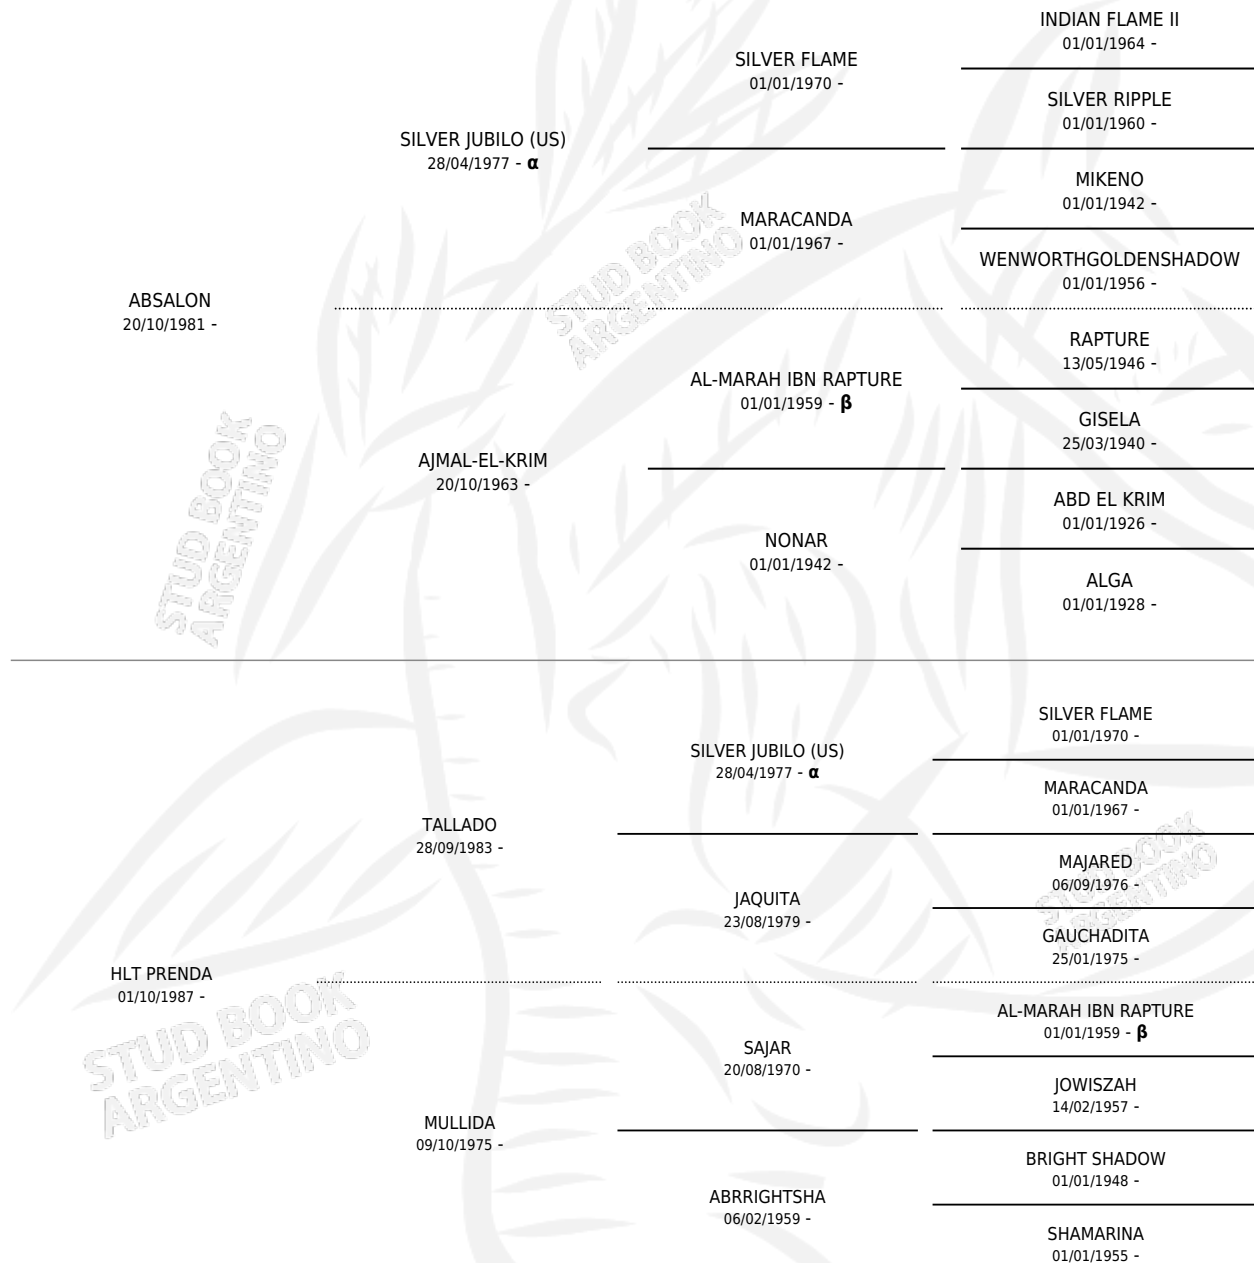 INDIAN FLAME II
01/01/1964 -
SILVER FLAME
01/01/1970 -
SILVER RIPPLE
01/01/1960 -
SILVER JUBILO (US)
28/04/1977 - α
MIKENO
01/01/1942 -
MARACANDA
01/01/1967 -
WENWORTHGOLDENSHADOW
01/01/1956 -
ABSALON
20/10/1981 -
RAPTURE
13/05/1946 -
AL-MARAH IBN RAPTURE
01/01/1959 - β
GISELA
25/03/1940 -
AJMAL-EL-KRIM
20/10/1963 -
ABD EL KRIM
01/01/1926 -
NONAR
01/01/1942 -
ALGA
01/01/1928 -
SILVER FLAME
01/01/1970 -
SILVER JUBILO (US)
28/04/1977 - α
MARACANDA
01/01/1967 -
TALLADO
28/09/1983 -
MAJARED
06/09/1976 -
JAQUITA
23/08/1979 -
GAUCHADITA
25/01/1975 -
HLT PRENDA
01/10/1987 -
AL-MARAH IBN RAPTURE
01/01/1959 - β
SAJAR
20/08/1970 -
JOWISZAH
14/02/1957 -
MULLIDA
09/10/1975 -
BRIGHT SHADOW
01/01/1948 -
ABRRIGHTSHA
06/02/1959 -
SHAMARINA
01/01/1955 -
STUD BOOK
ARGENTINO
STUD BOOK
ARGENTINO
STUD BOOK
ARGENTINO
STUD BOOK
ARGENTINO